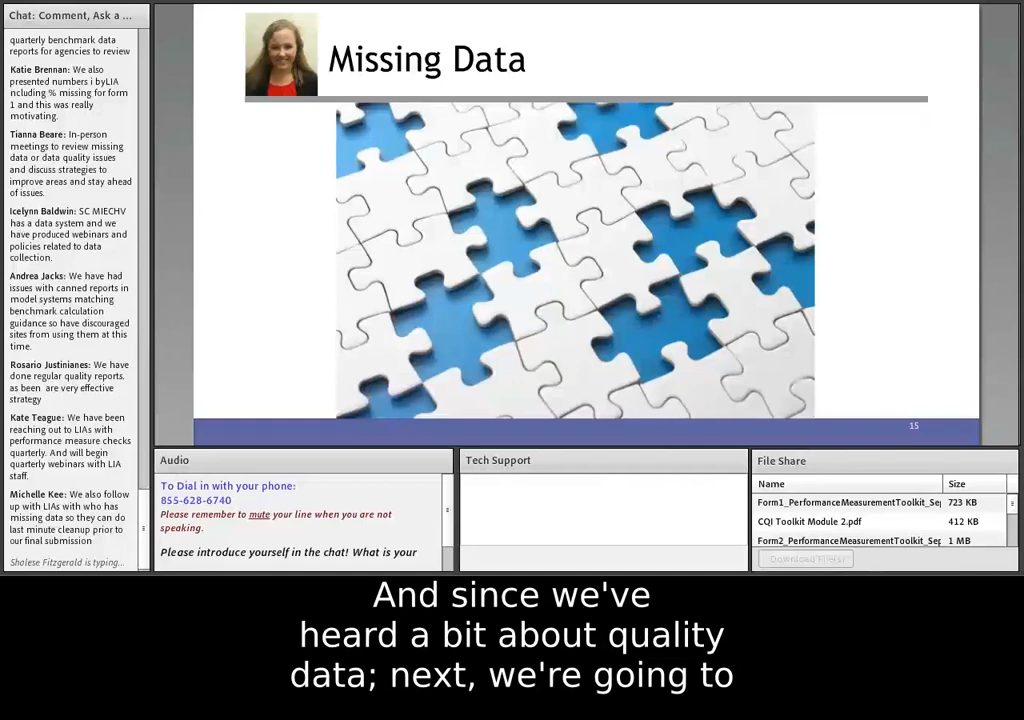 Chat: Comment, Ask a ...
quarterly benchmark data
reports for agencies to review
Katie Brennan: We also
presented numbers i byLIA
ncluding % missing for form
1 and this was really
motivating.
Tianna Beare: In-person
meetings to review missing
data or data quality issues
and discuss strategies to
improve areas and stay ahead
of issues.
Icelynn Baldwin: SC MIECHV
has a data system and we
have produced webinars and
policies related to data
collection.
Andrea Jacks: We have had
issues with canned reports in
model systems matching
benchmark calculation
guidance so have discouraged
sites from using them at this
time.
Rosario Justinianes: We have
done regular quality reports.
as been  are very effective
strategy
Kate Teague: We have been
reaching out to LIAs with
performance measure checks
quarterly. And will begin
quarterly webinars with LIA
staff.
Michelle Kee: We also follow
up with LIAs with who has
missing data so they can do
last minute cleanup prior to
our final submission
Shalese Fitzgerald is typing...
Missing Data
15
Audio
To Dial in with your phone:
855-628-6740
Please remember to mute your line when you are not
speaking.
Please introduce yourself in the chat! What is your
Tech Support
File Share
Name Size
Form1_PerformanceMeasurementToolkit_Sep 723 KB
CQI Toolkit Module 2.pdf 412 KB
Form2_PerformanceMeasurementToolkit_Sep 1 MB
Download File(s)
And since we've
heard a bit about quality
data; next, we're going to